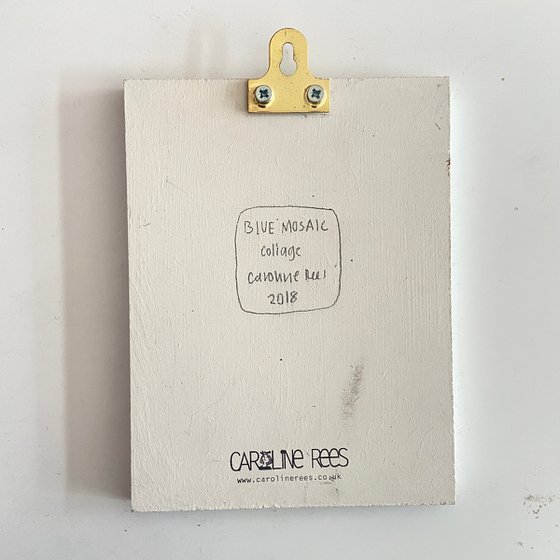 BLUE MOSAIC
collage
Caroline Rees
2018
CAROLINE REES
www.carolinerees.co.uk